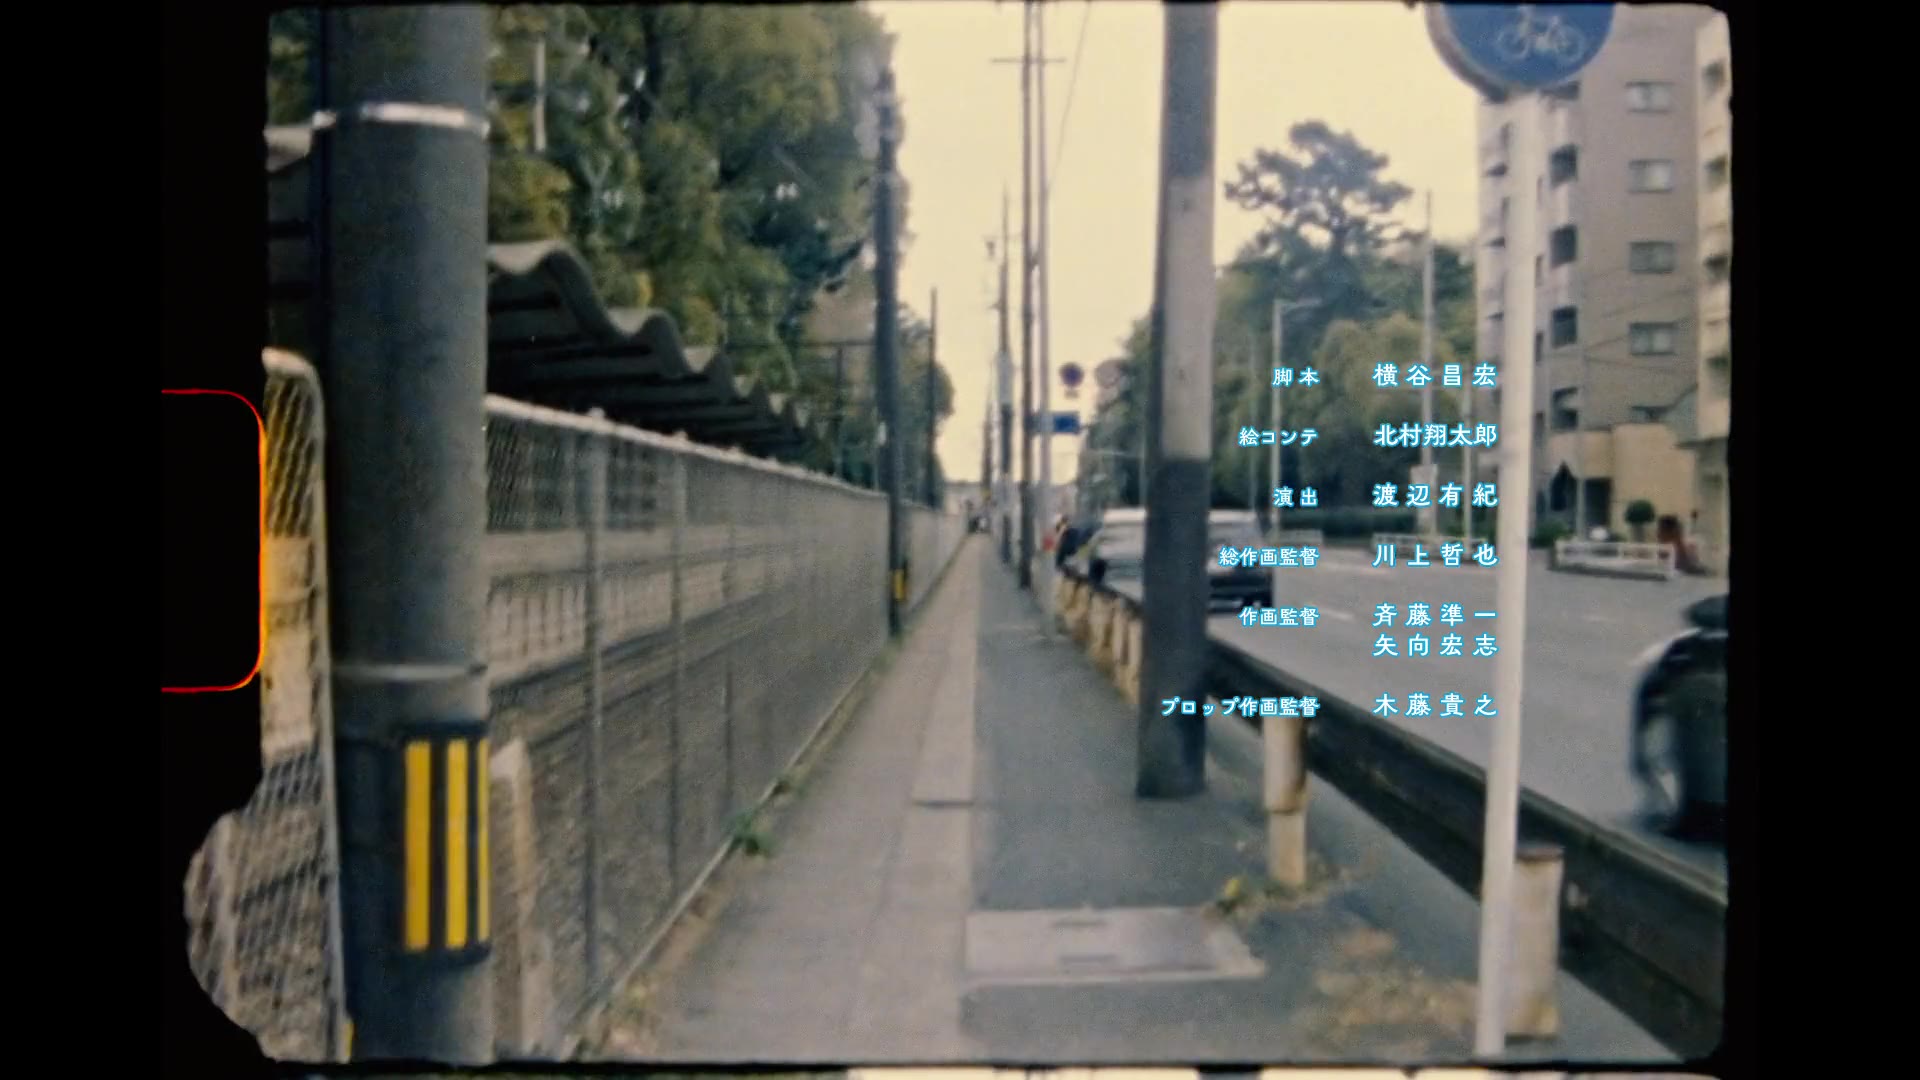 脚本 横谷昌宏
絵コンテ 北村翔太郎
演出 渡辺有紀
総作画監督 川上哲也
作画監督 斉藤準一
矢向宏志
プロップ作画監督 木藤貴之